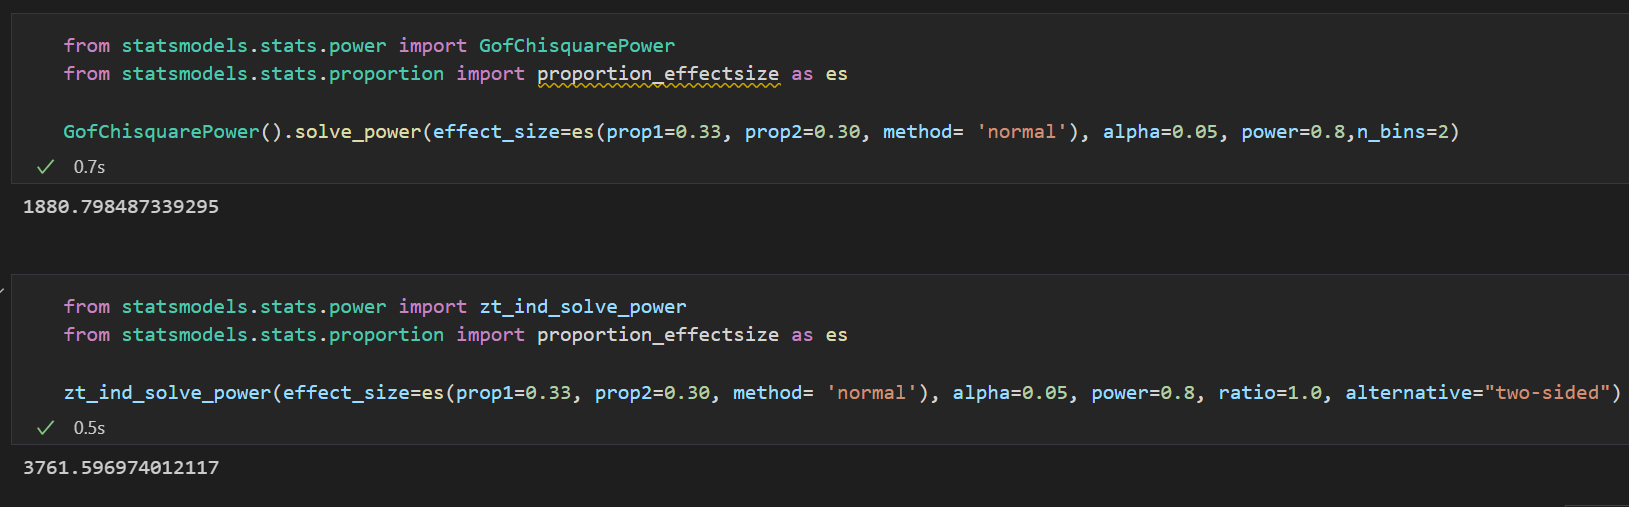 from statsmodels.stats.power import GofChisquarePower
from statsmodels.stats.proportion import proportion_effectsize as es
GofChisquarePower().solve_power(effect_size=es(prop1=0.33, prop2=0.30, method= 'normal'), alpha=0.05, power=0.8,n_bins=2)
0.7s
1880.798487339295
from statsmodels.stats.power import zt_ind_solve_power
from statsmodels.stats.proportion import proportion_effectsize as es
zt_ind_solve_power(effect_size=es(prop1=0.33, prop2=0.30, method= 'normal'), alpha=0.05, power=0.8, ratio=1.0, alternative="two-sided")
0.5s
3761.596974012117